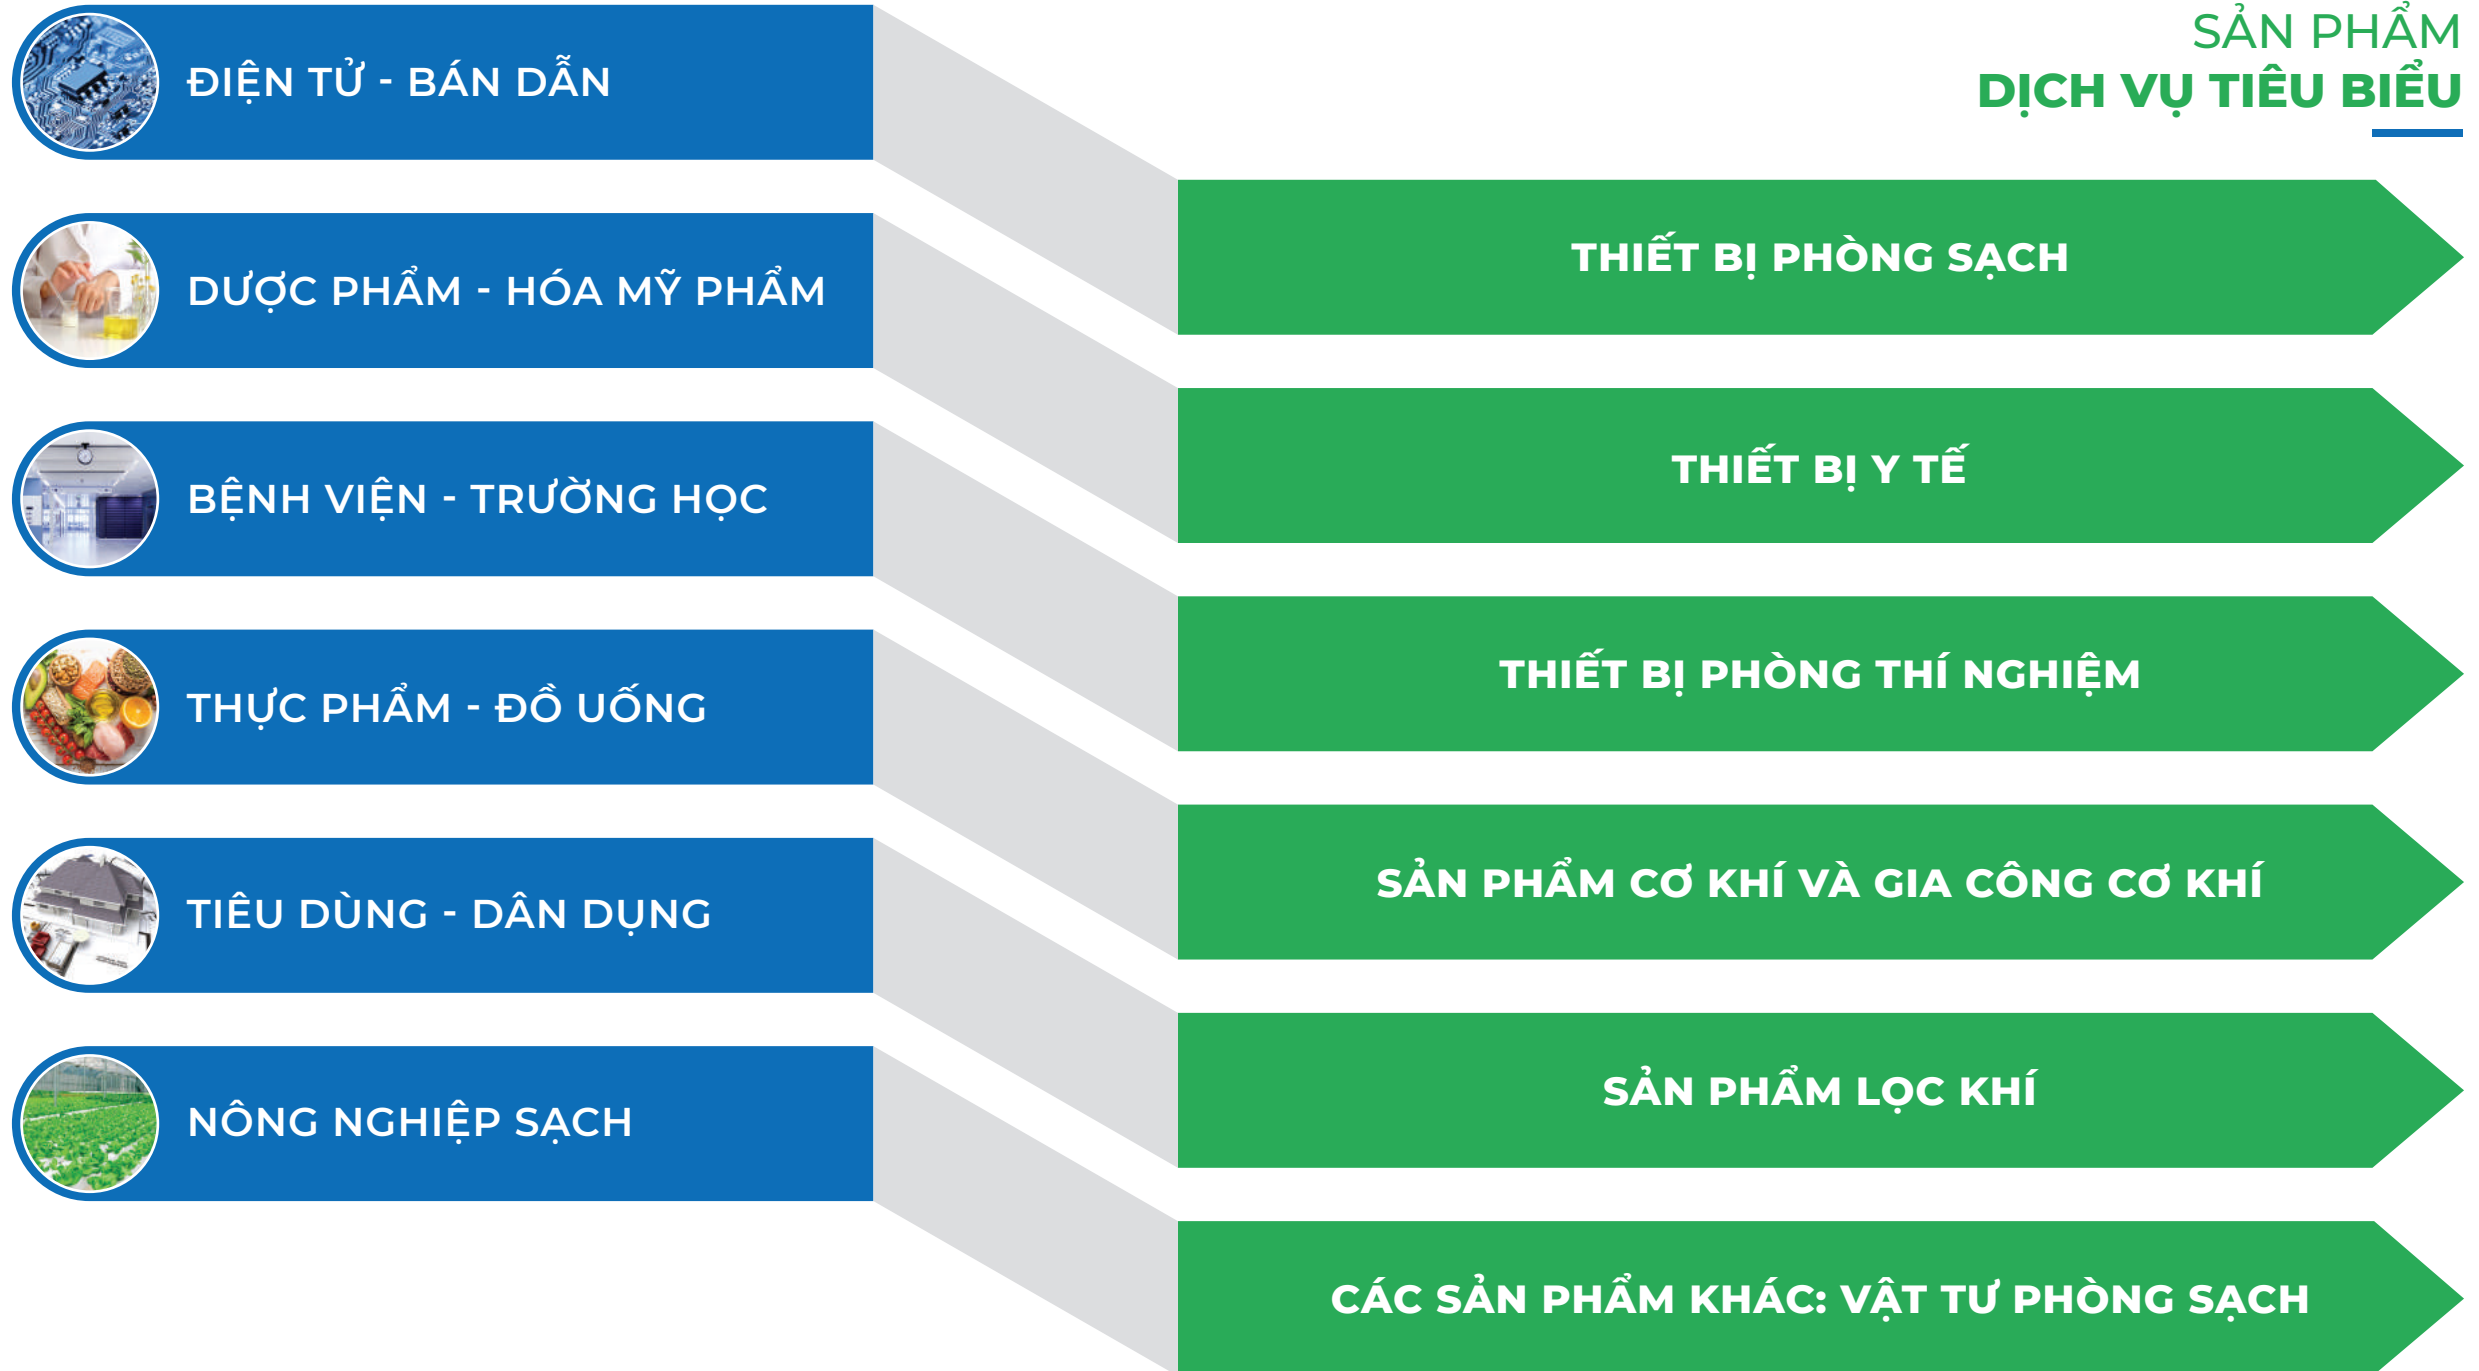 SẢN PHẨM
DỊCH VỤ TIÊU BIỂU
ĐIỆN TỬ - BÁN DẪN
DƯỢC PHẨM - HÓA MỸ PHẨM
BỆNH VIỆN - TRƯỜNG HỌC
THỰC PHẨM - ĐỒ UỐNG
TIÊU DÙNG - DÂN DỤNG
NÔNG NGHIỆP SẠCH
THIẾT BỊ PHÒNG SẠCH
THIẾT BỊ Y TẾ
THIẾT BỊ PHÒNG THÍ NGHIỆM
SẢN PHẨM CƠ KHÍ VÀ GIA CÔNG CƠ KHÍ
SẢN PHẨM LỌC KHÍ
CÁC SẢN PHẨM KHÁC: VẬT TƯ PHÒNG SẠCH